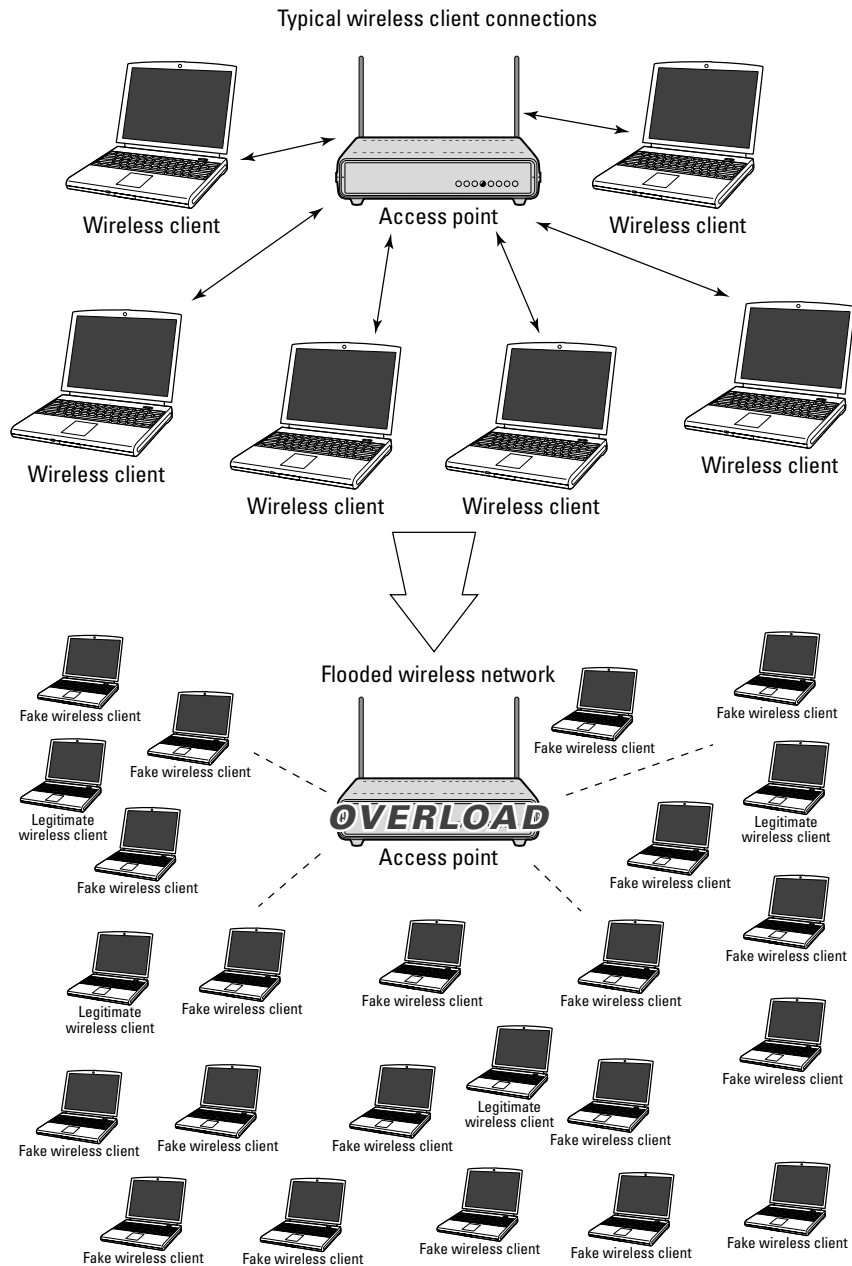 Typical wireless client connections
Wireless client
Access point
Wireless client
Wireless client
Wireless client
Wireless client
Wireless client
Flooded wireless network
Fake wireless client
Fake wireless client
Fake wireless client
Fake wireless client
Legitimate
wireless client
OVERLOAD
Legitimate
wireless client
Access point
Fake wireless client
Fake wireless client
Fake wireless client
Legitimate
wireless client
Fake wireless client
Fake wireless client
Fake wireless client
Fake wireless client
Legitimate
wireless client
Fake wireless client
Fake wireless client
Fake wireless client
Fake wireless client
Fake wireless client
Fake wireless client
Fake wireless client
Fake wireless client
Fake wireless client